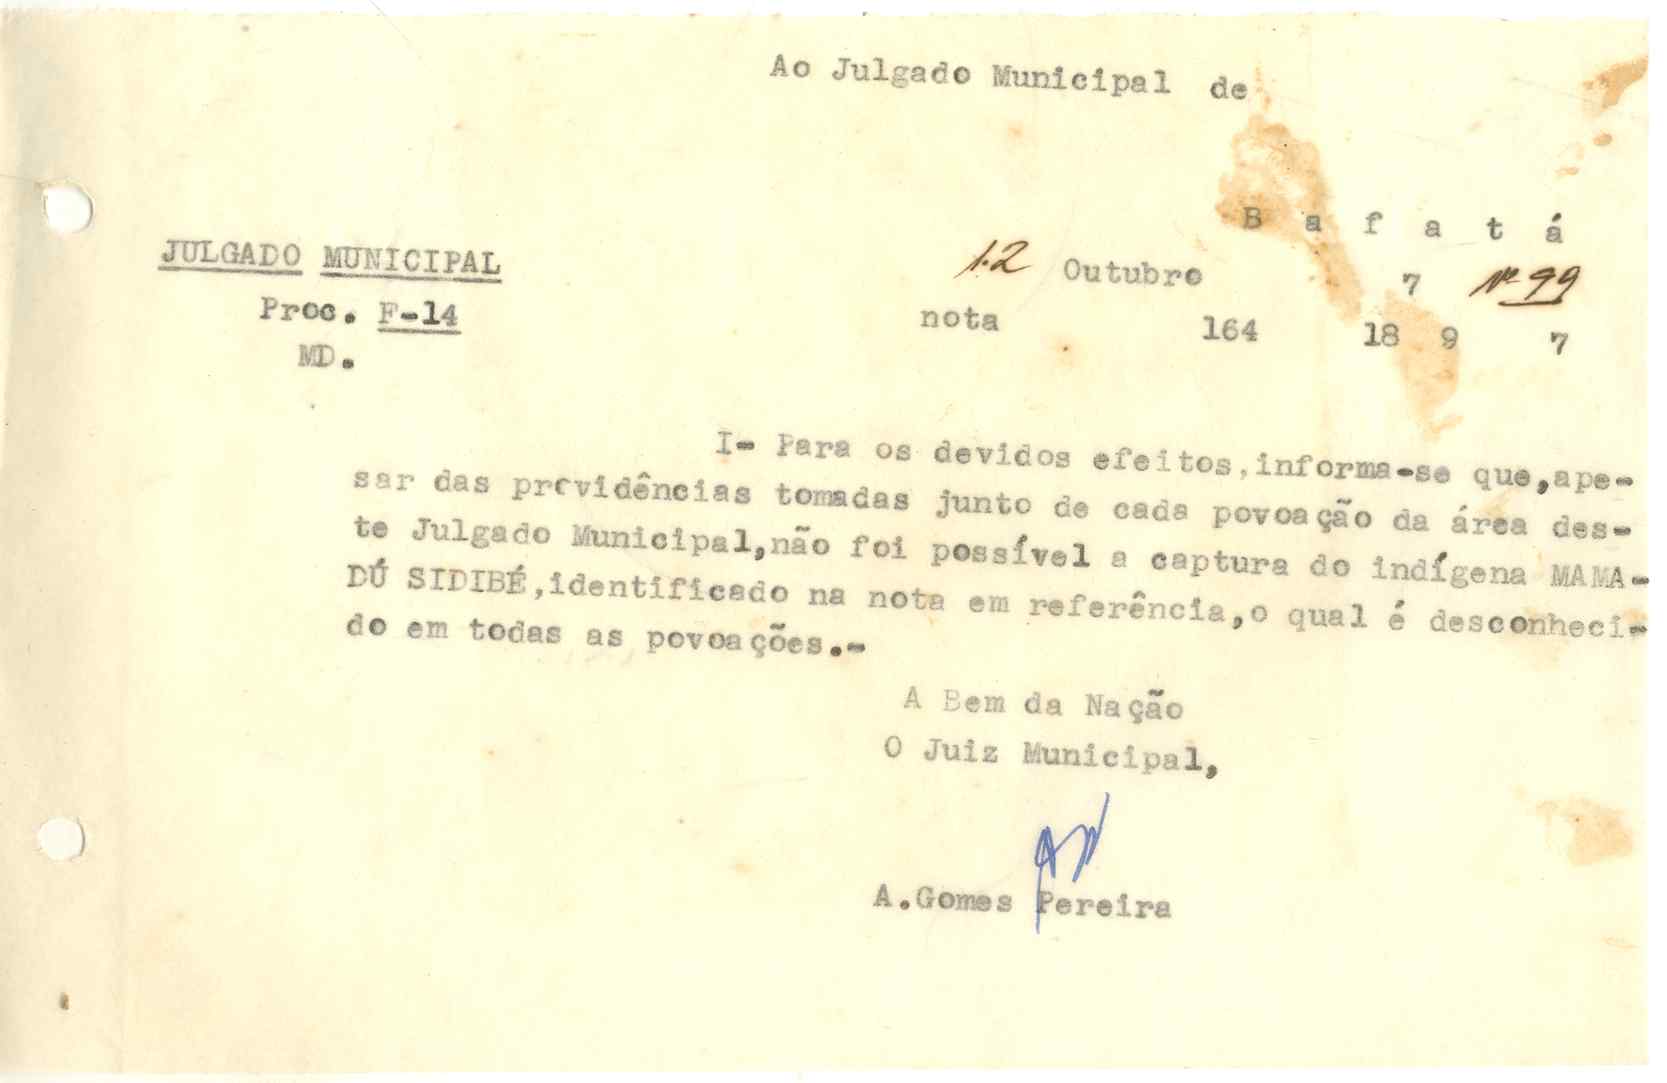 Ao Julgado Municipal de
B a f a t á
JULGADO MUNICIPAL
12 Outubro 7 Nº 99
Proc. F-14
nota 164 18 9 7
MD.
I- Para os devidos efeitos,informa-se que,ape-
sar das providências tomadas junto de cada povoação da área des-
te Julgado Municipal,não foi possível a captura do indígena MAMA-
DÚ SIDIBÉ,identificado na nota em referência,o qual é desconheci-
do em todas as povoações.-
A Bem da Nação
O Juiz Municipal,
A.Gomes Pereira